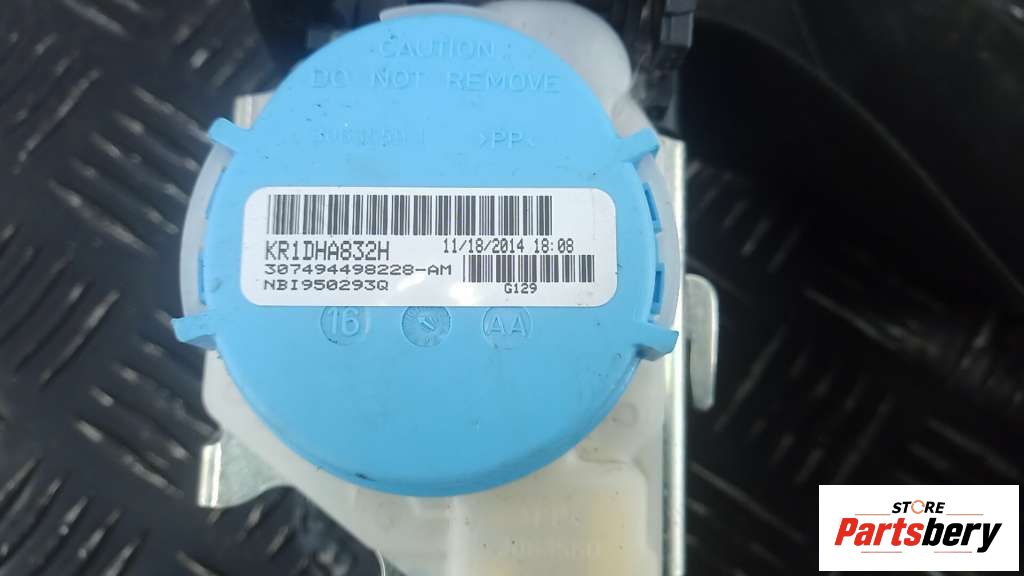 CAUTION
DO NOT REMOVE
>PP<
KR1DHA832H 11/18/2014 18:08
307494498228-AM
NBI950293Q G129
16 AA
STORE
Partsbery